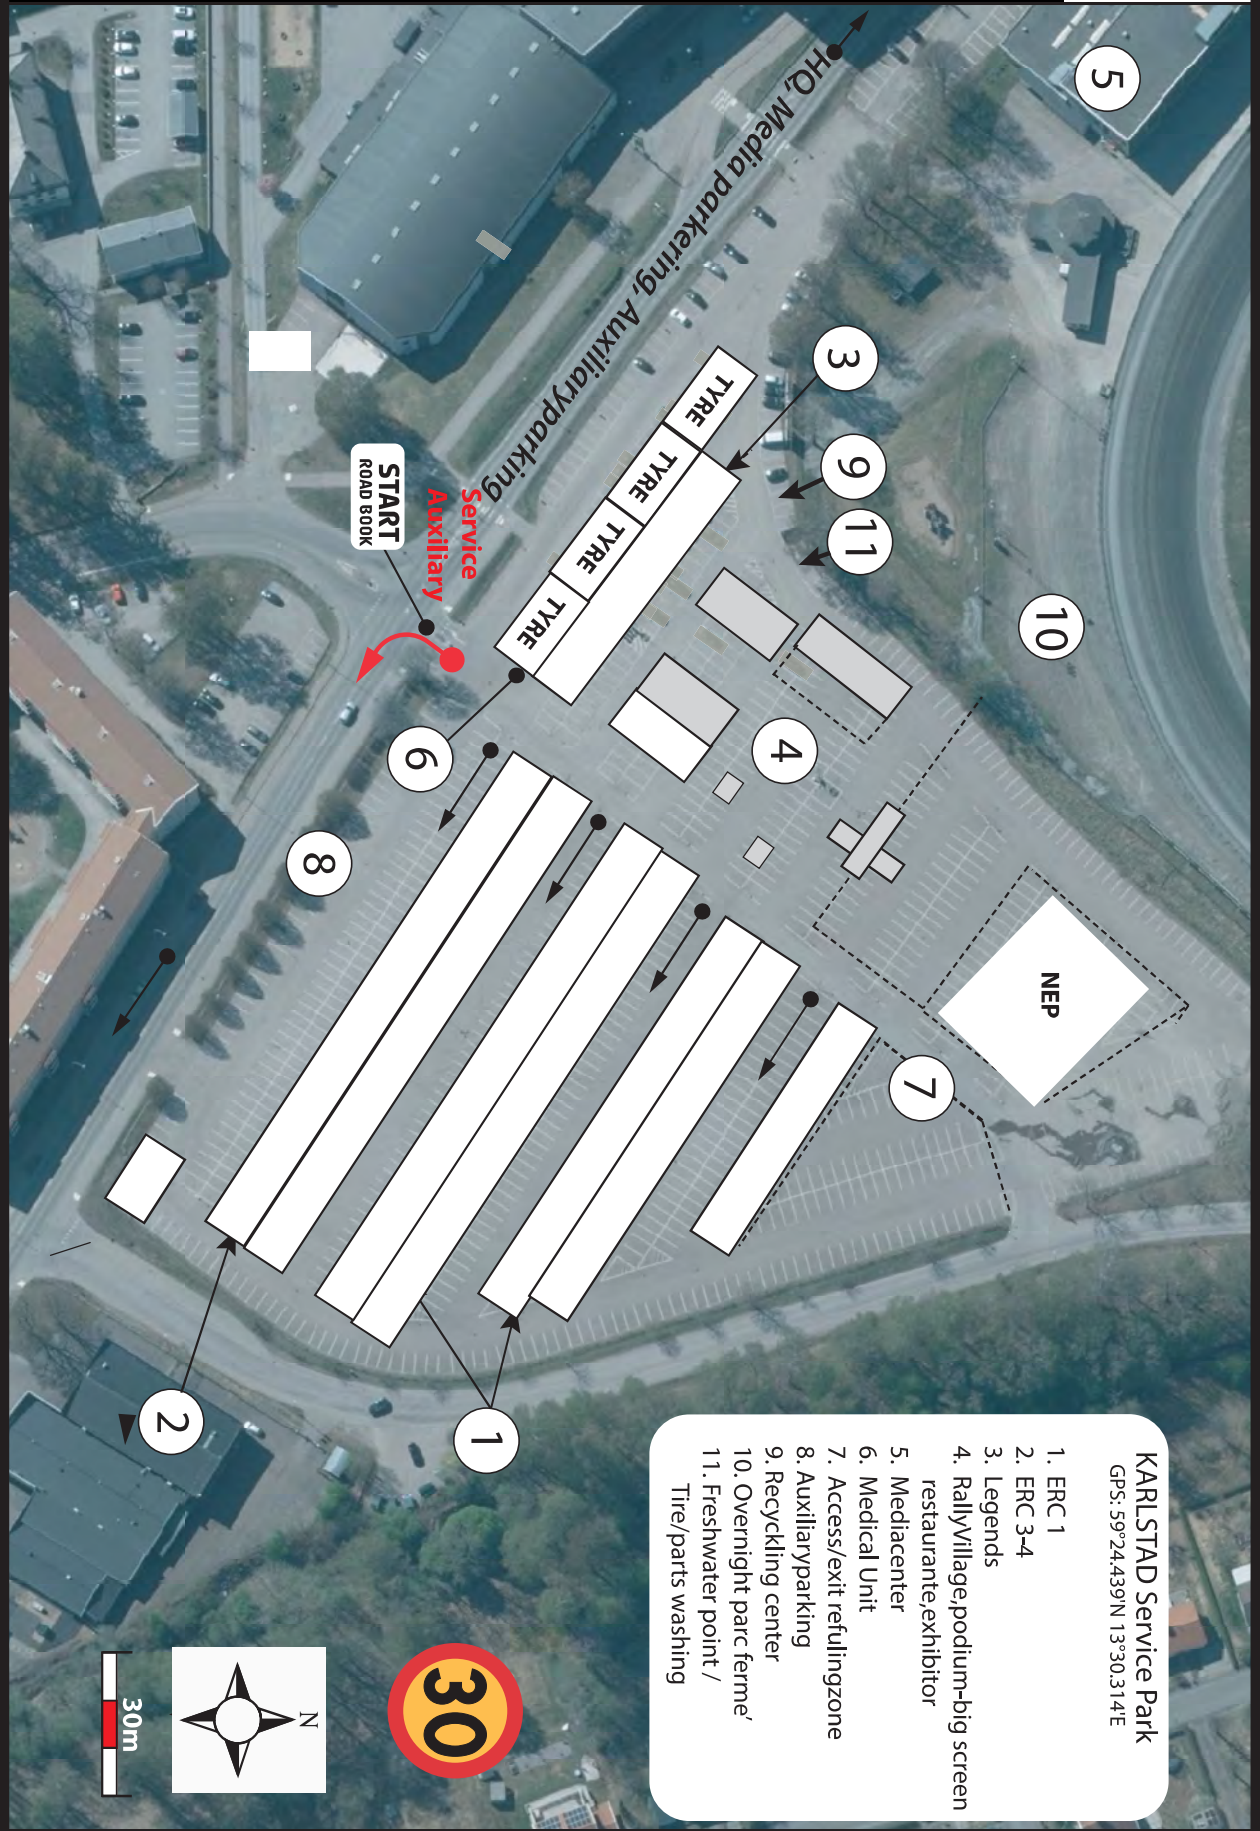 KARLSTAD Service Park
GPS: 59°24.439'N 13°30.314'E
1. ERC 1
2. ERC 3-4
3. Legends
4. RallyVillage,podium-big screen
restaurante,exhibitor
5. Mediacenter
6. Medical Unit
7. Access/exit refulingzone
8. Auxiliaryparking
9. Recyckling center
10. Overnight parc ferme’
11. Freshwater point /
Tire/parts washing
5
HQ, Media parkering, Auxiliaryparking
3
9
11
10
TYRE
TYRE
TYRE
TYRE
START
ROAD BOOK
Service
Auxiliary
6
4
8
NEP
7
2
1
30
N
30m